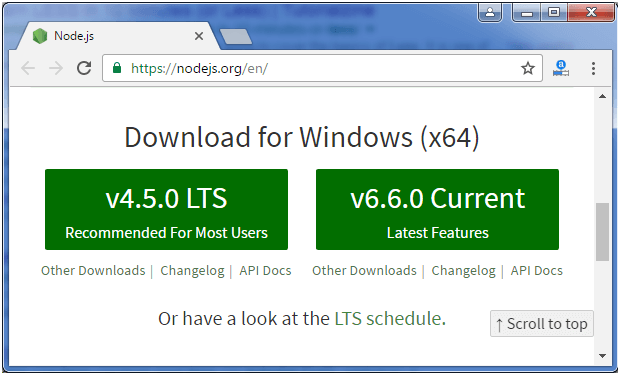 Node.js
https://nodejs.org/en/
Download for Windows (x64)
v4.5.0 LTS
Recommended For Most Users
v6.6.0 Current
Latest Features
Other Downloads | Changelog | API Docs
Other Downloads | Changelog | API Docs
Or have a look at the LTS schedule.
↑ Scroll to top